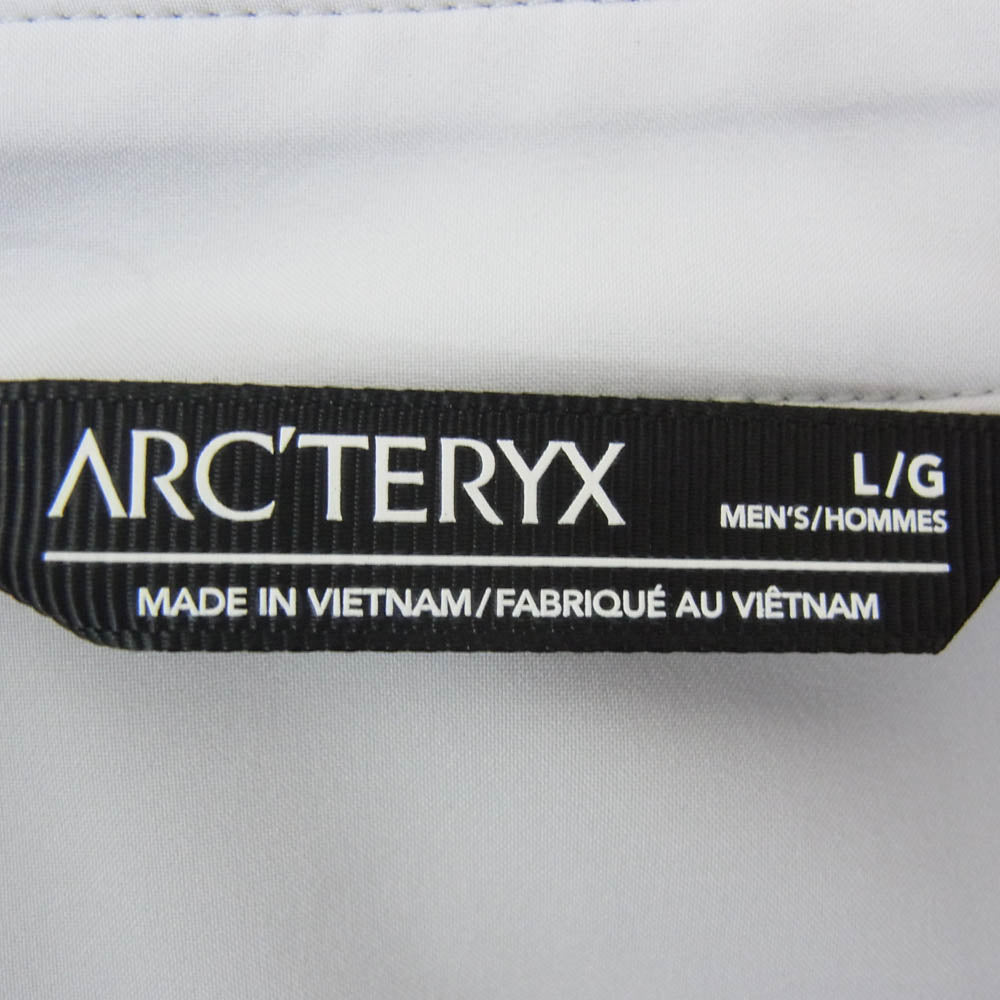 ARC'TERYX
L/G
MEN'S/HOMMES
MADE IN VIETNAM/FABRIQUÉ AU VIÊTNAM